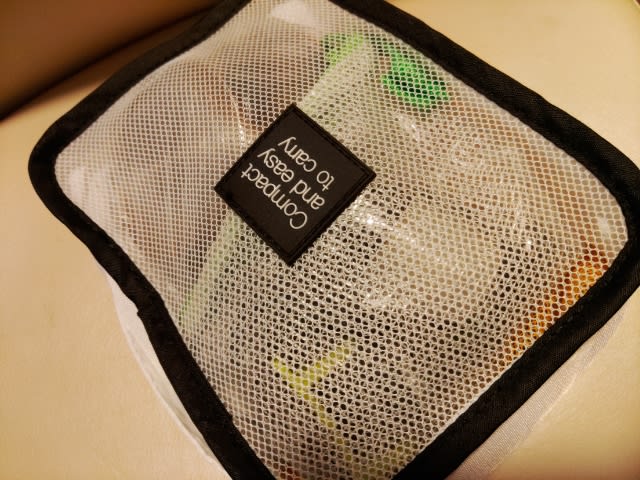 Compact
and easy
to carry